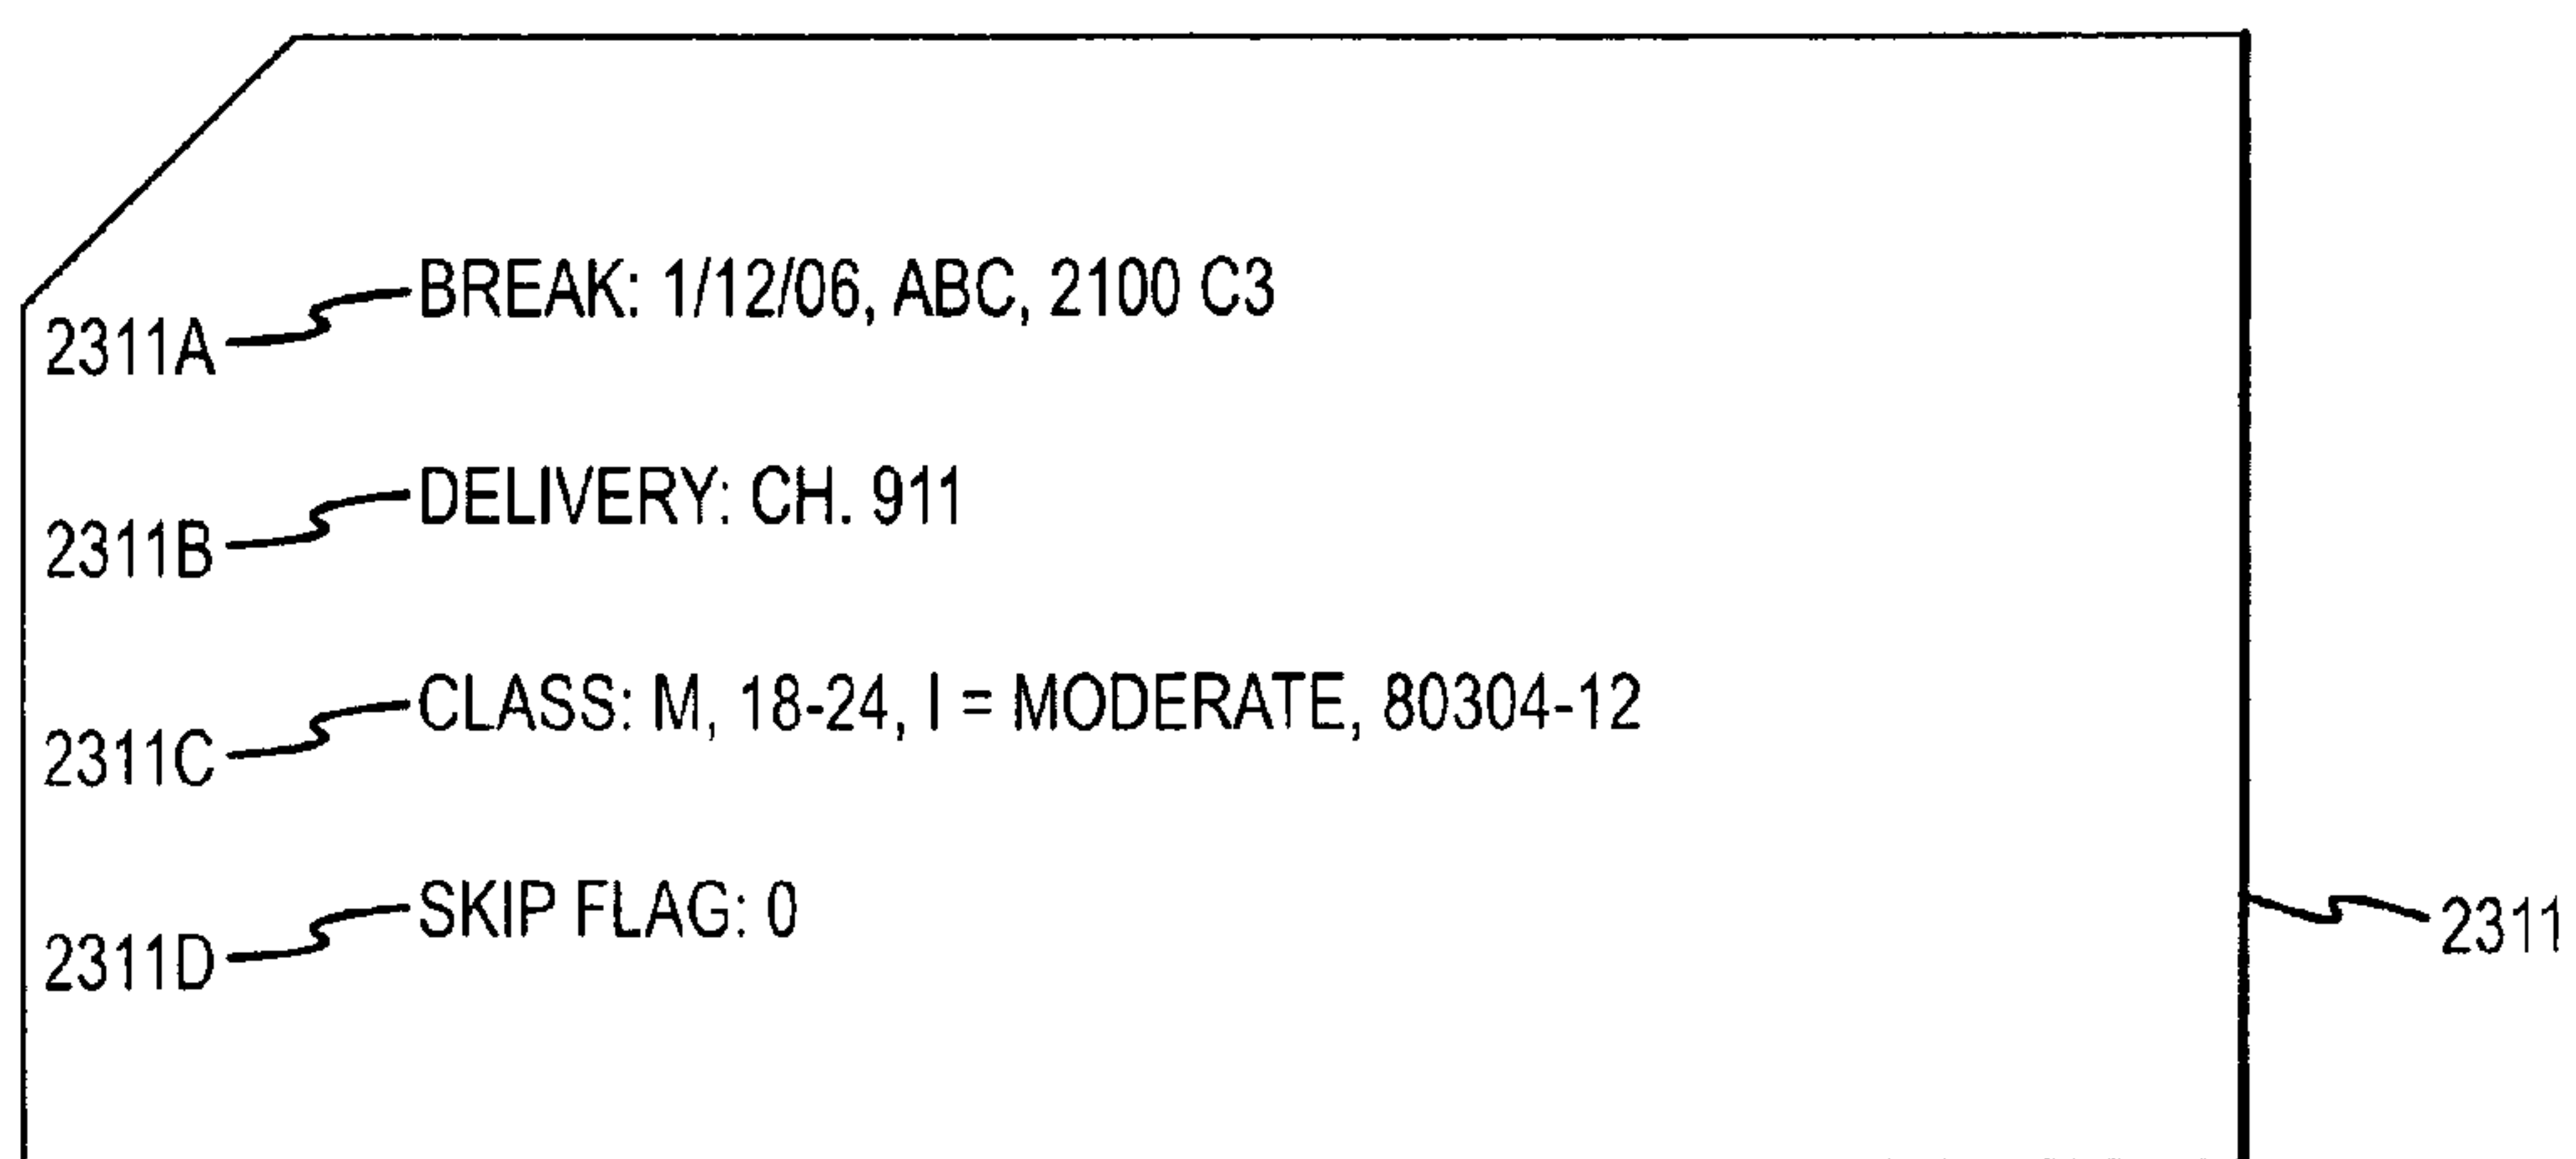 BREAK: 1/12/06, ABC, 2100 C3
2311A
DELIVERY: CH. 911
2311B
CLASS: M, 18-24, I = MODERATE, 80304-12
2311C
SKIP FLAG: 0
2311D
2311